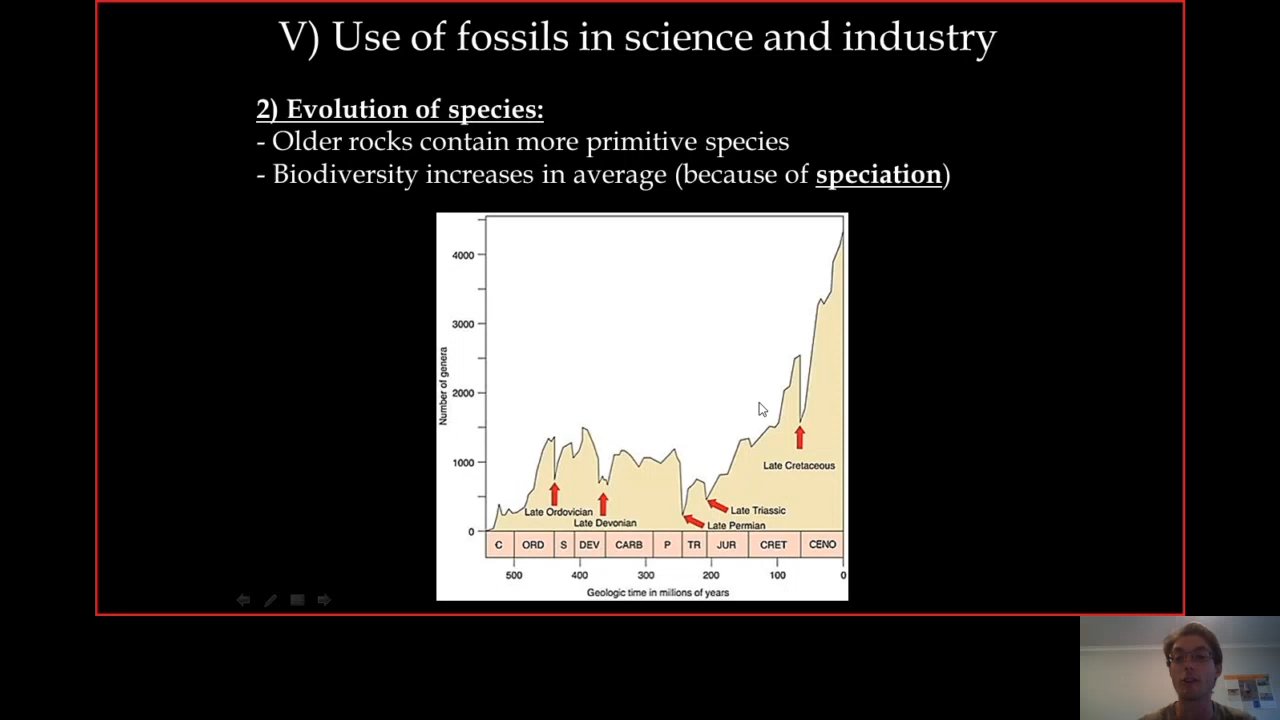 V) Use of fossils in science and industry
2) Evolution of species:
- Older rocks contain more primitive species
- Biodiversity increases in average (because of speciation)
4000
3000
2000
1000
0
Number of genera
Late Cretaceous
Late Ordovician
Late Devonian
Late Triassic
Late Permian
C ORD S DEV CARB P TR JUR CRET CENO
500 400 300 200 100 0
Geologic time in millions of years